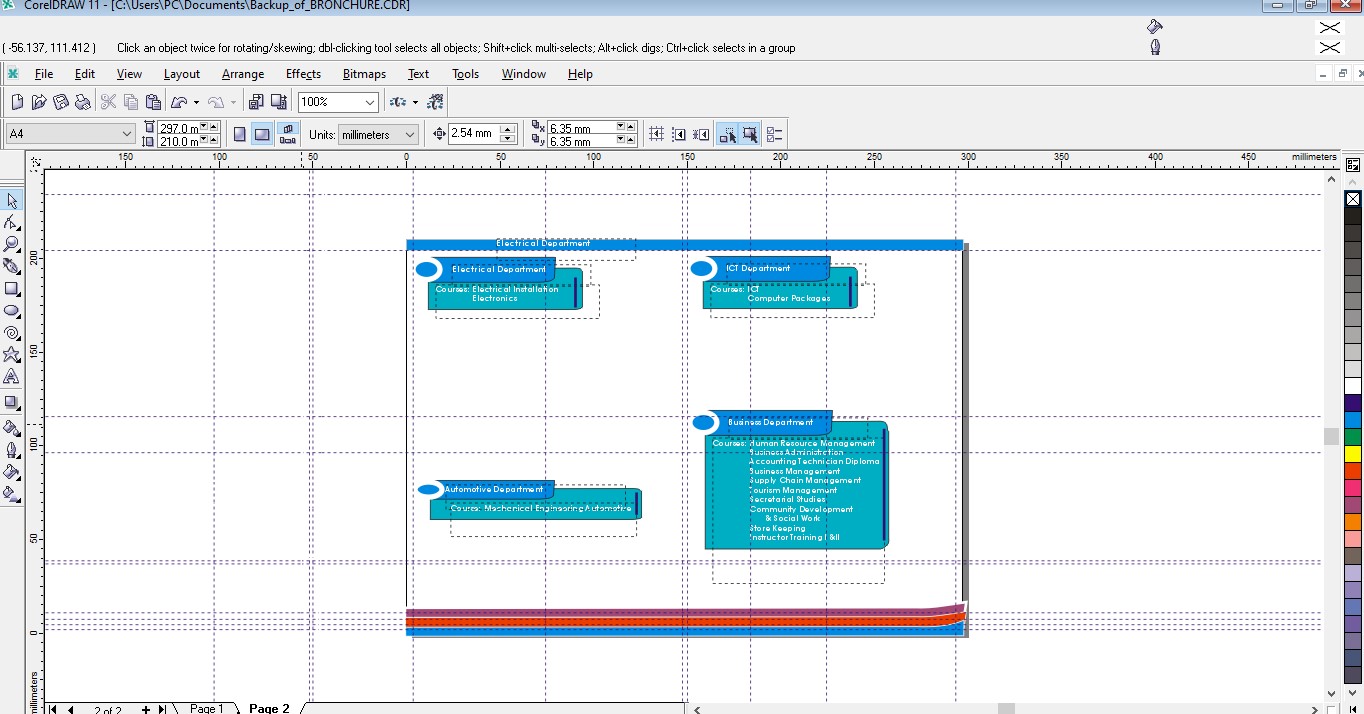 CorelDRAW 11 - [C:\Users\PC\Documents\Backup_of_BRONCHURE.CDR]
( -56.137, 111.412 ) Click an object twice for rotating/skewing; dbl-clicking tool selects all objects; Shift+click multi-selects; Alt+click digs; Ctrl+click selects in a group
File Edit View Layout Arrange Effects Bitmaps Text Tools Window Help
100%
A4 297.0 m 210.0 m Units: millimeters 2.54 mm x 6.35 mm y 6.35 mm
150 100 50 0 50 100 150 200 250 300 350 400 450 millimeters
200
150
100
50
0
millimeters
Electrical Department
Electrical Department
Courses: Electrical Installation
Electronics
ICT Department
Courses: ICT
Computer Packages
Business Department
Courses: Human Resource Management
Business Administration
Accounting Technician Diploma
Business Management
Supply Chain Management
Tourism Management
Secretarial Studies
Community Development
& Social Work
Store Keeping
Instructor Training I &II
Automotive Department
Course: Mechanical Engineering Automotive
2 of 2 Page 1 Page 2